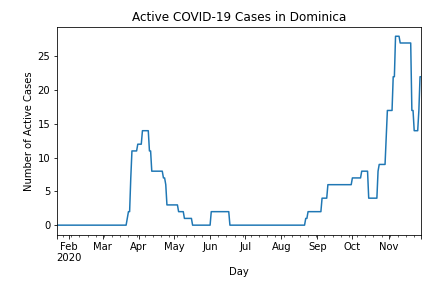 Active COVID-19 Cases in Dominica
Number of Active Cases
25
20
15
10
5
0
Feb Mar Apr May Jun Jul Aug Sep Oct Nov
2020
Day